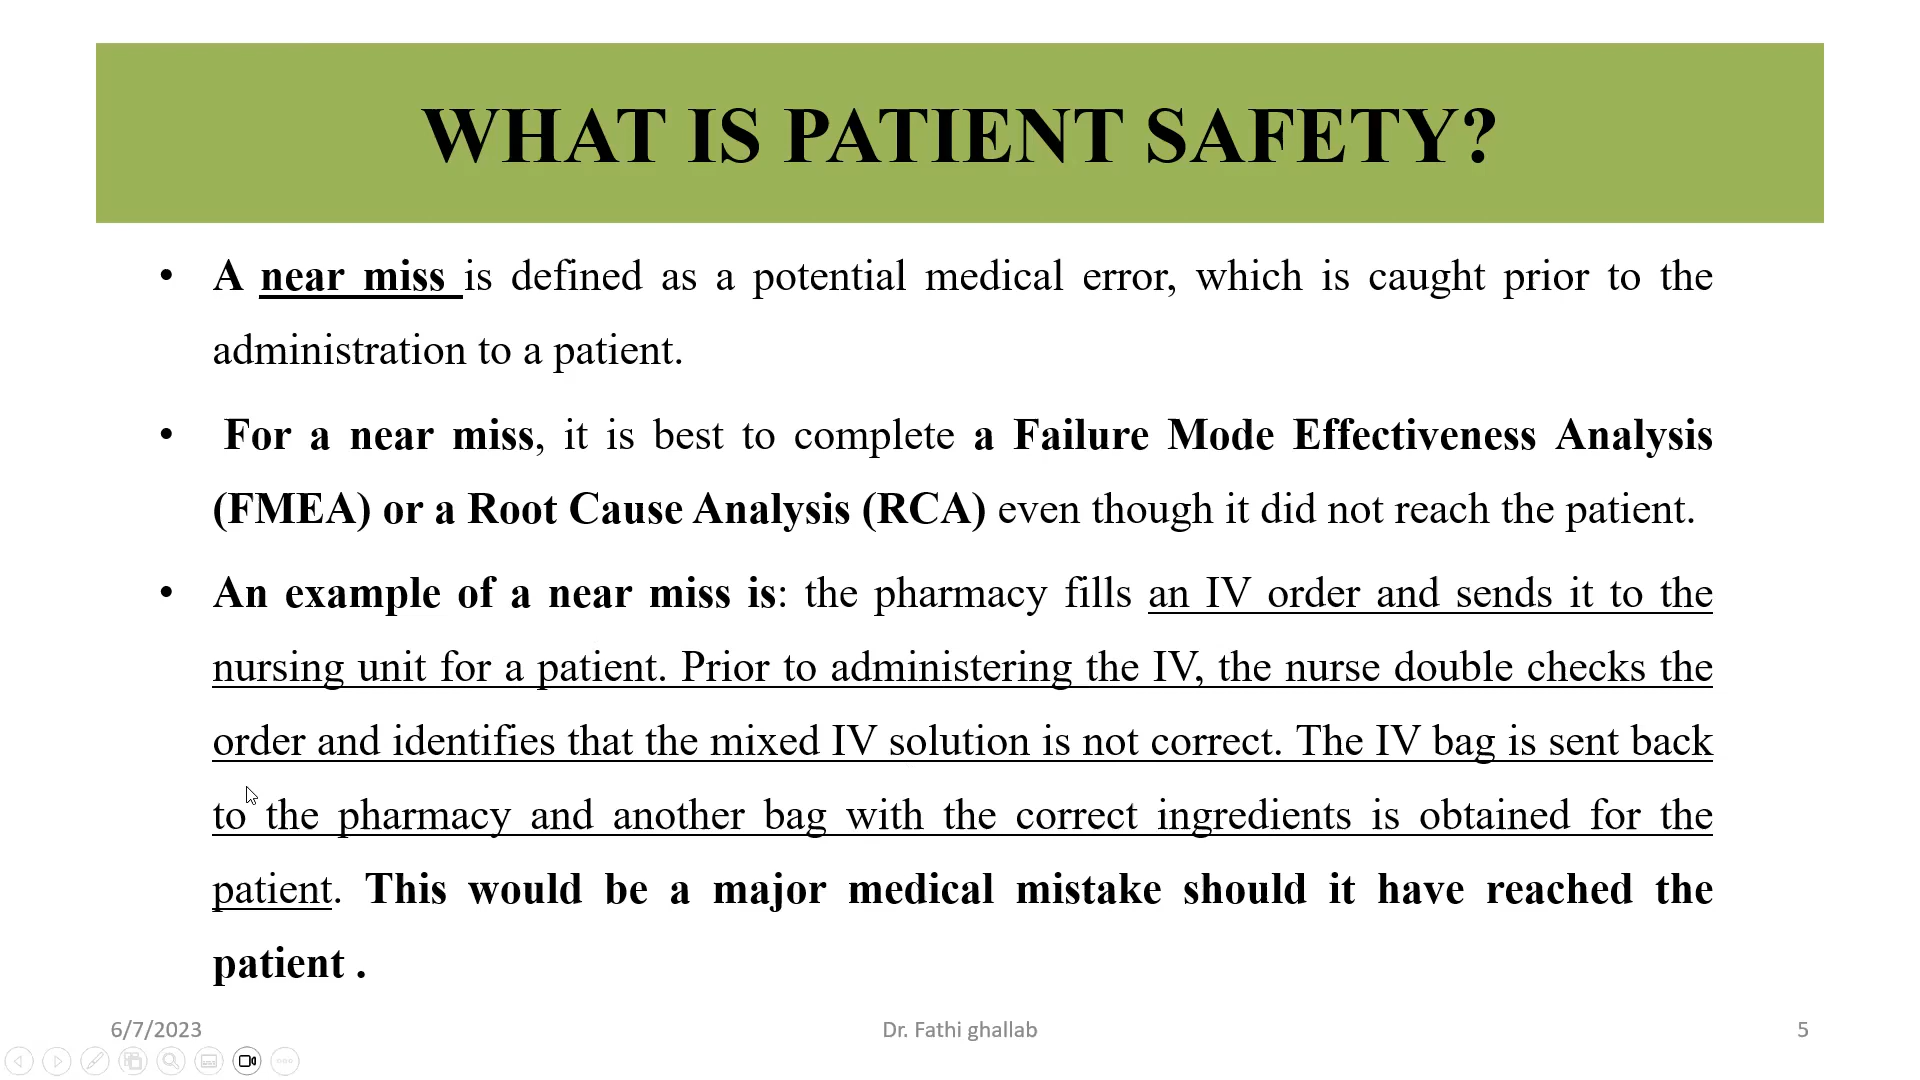 WHAT IS PATIENT SAFETY?
• A near miss is defined as a potential medical error, which is caught prior to the
administration to a patient.
• For a near miss, it is best to complete a Failure Mode Effectiveness Analysis
(FMEA) or a Root Cause Analysis (RCA) even though it did not reach the patient.
• An example of a near miss is: the pharmacy fills an IV order and sends it to the
nursing unit for a patient. Prior to administering the IV, the nurse double checks the
order and identifies that the mixed IV solution is not correct. The IV bag is sent back
to the pharmacy and another bag with the correct ingredients is obtained for the
patient. This would be a major medical mistake should it have reached the
patient .
6/7/2023 Dr. Fathi ghallab 5